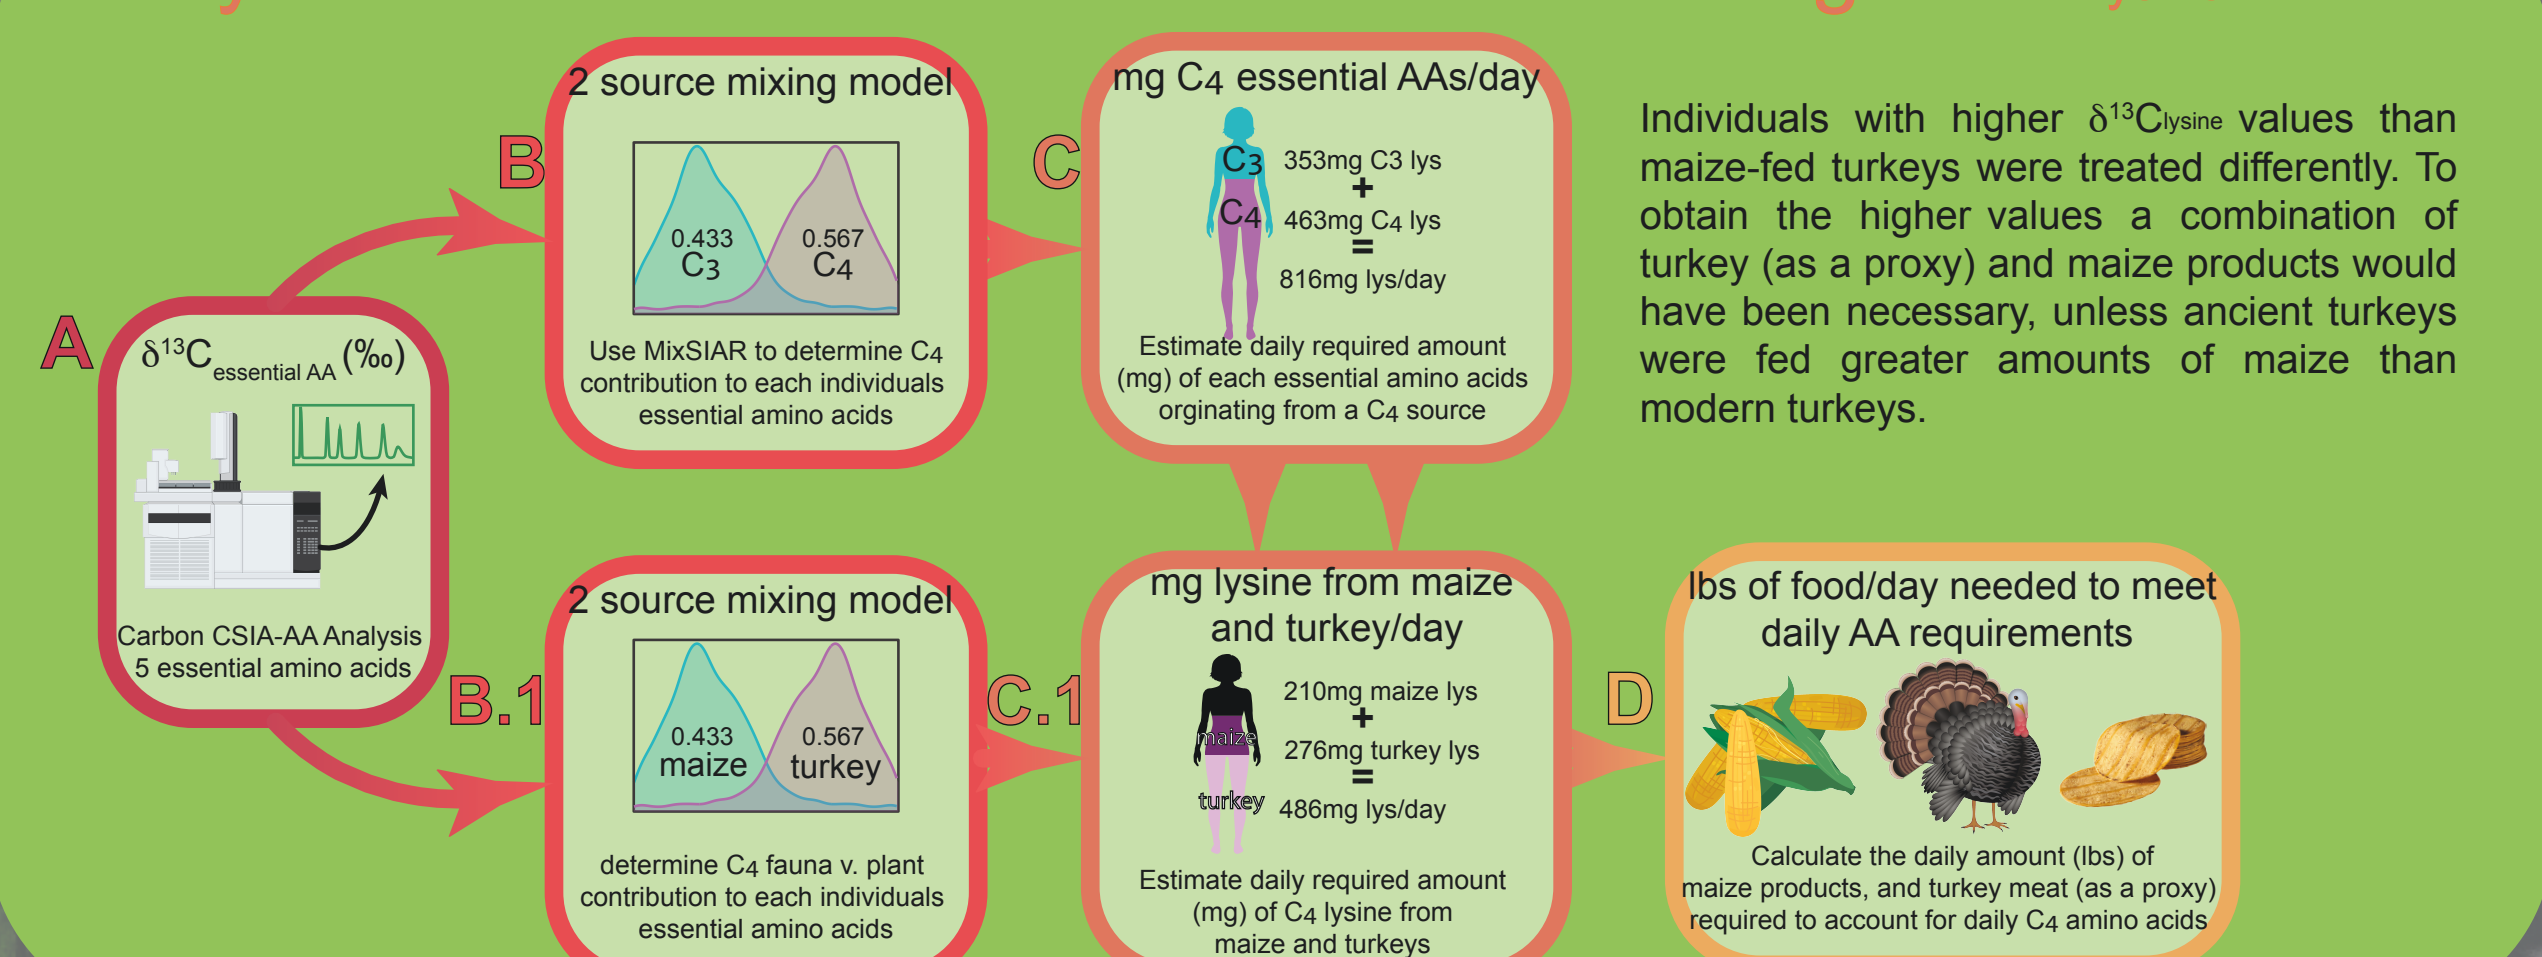 A
δ¹³C essential AA (‰)
Carbon CSIA-AA Analysis
5 essential amino acids
B
2 source mixing model
0.433
C3
0.567
C4
Use MixSIAR to determine C4
contribution to each individuals
essential amino acids
C
mg C4 essential AAs/day
C3
C4
353mg C3 lys
+
463mg C4 lys
=
816mg lys/day
Estimate daily required amount
(mg) of each essential amino acids
orginating from a C4 source
Individuals with higher δ¹³Clysine values than
maize-fed turkeys were treated differently. To
obtain the higher values a combination of
turkey (as a proxy) and maize products would
have been necessary, unless ancient turkeys
were fed greater amounts of maize than
modern turkeys.
B.1
2 source mixing model
0.433
maize
0.567
turkey
determine C4 fauna v. plant
contribution to each individuals
essential amino acids
C.1
mg lysine from maize
and turkey/day
maize
turkey
210mg maize lys
+
276mg turkey lys
=
486mg lys/day
Estimate daily required amount
(mg) of C4 lysine from
maize and turkeys
D
lbs of food/day needed to meet
daily AA requirements
Calculate the daily amount (lbs) of
maize products, and turkey meat (as a proxy)
required to account for daily C4 amino acids